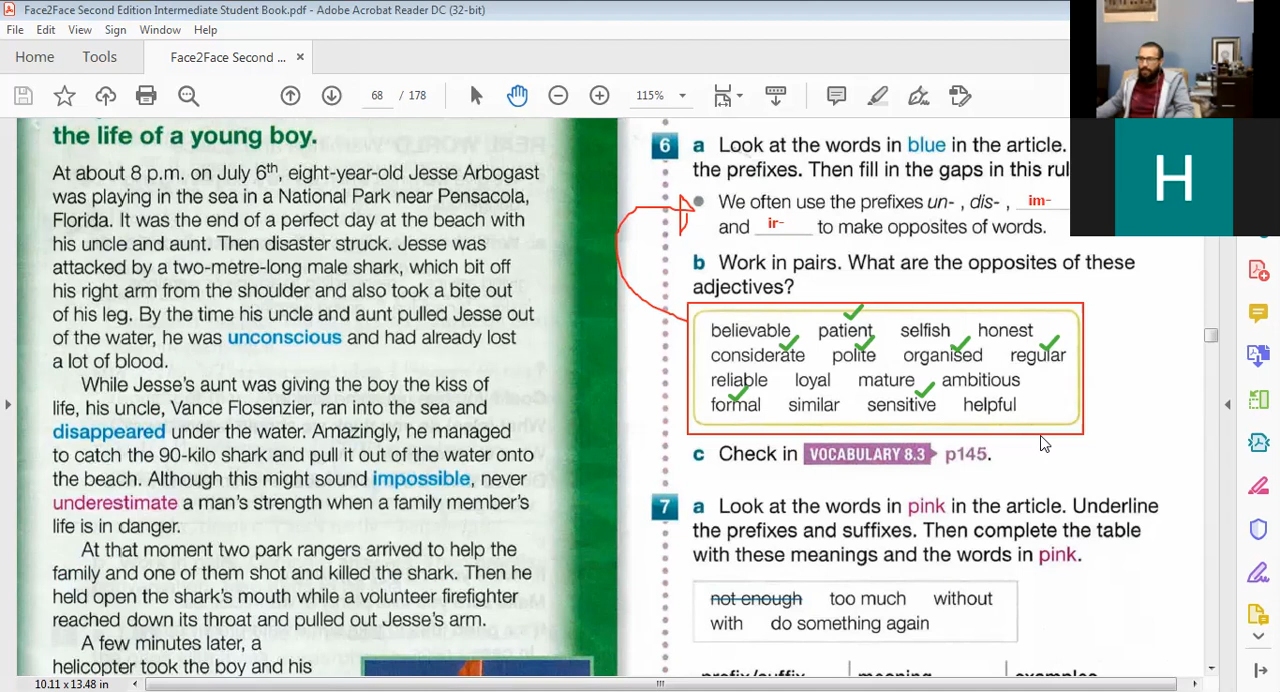 Face2Face Second Edition Intermediate Student Book.pdf - Adobe Acrobat Reader DC (32-bit)
File Edit View Sign Window Help
Home Tools Face2Face Second ... ×
68 / 178 115%
the life of a young boy.
At about 8 p.m. on July 6th, eight-year-old Jesse Arbogast
was playing in the sea in a National Park near Pensacola,
Florida. It was the end of a perfect day at the beach with
his uncle and aunt. Then disaster struck. Jesse was
attacked by a two-metre-long male shark, which bit off
his right arm from the shoulder and also took a bite out
of his leg. By the time his uncle and aunt pulled Jesse out
of the water, he was unconscious and had already lost
a lot of blood.
While Jesse's aunt was giving the boy the kiss of
life, his uncle, Vance Flosenzier, ran into the sea and
disappeared under the water. Amazingly, he managed
to catch the 90-kilo shark and pull it out of the water onto
the beach. Although this might sound impossible, never
underestimate a man's strength when a family member's
life is in danger.
At that moment two park rangers arrived to help the
family and one of them shot and killed the shark. Then he
held open the shark's mouth while a volunteer firefighter
reached down its throat and pulled out Jesse's arm.
A few minutes later, a
helicopter took the boy and his
6 a Look at the words in blue in the article.
the prefixes. Then fill in the gaps in this rul
• We often use the prefixes un- , dis- , im-
and ir- to make opposites of words.
b Work in pairs. What are the opposites of these
adjectives?
believable patient selfish honest
considerate polite organised regular
reliable loyal mature ambitious
formal similar sensitive helpful
c Check in VOCABULARY 8.3 p145.
7 a Look at the words in pink in the article. Underline
the prefixes and suffixes. Then complete the table
with these meanings and the words in pink.
not enough too much without
with do something again
prefix/suffix meaning examples
H
10.11 x 13.48 in